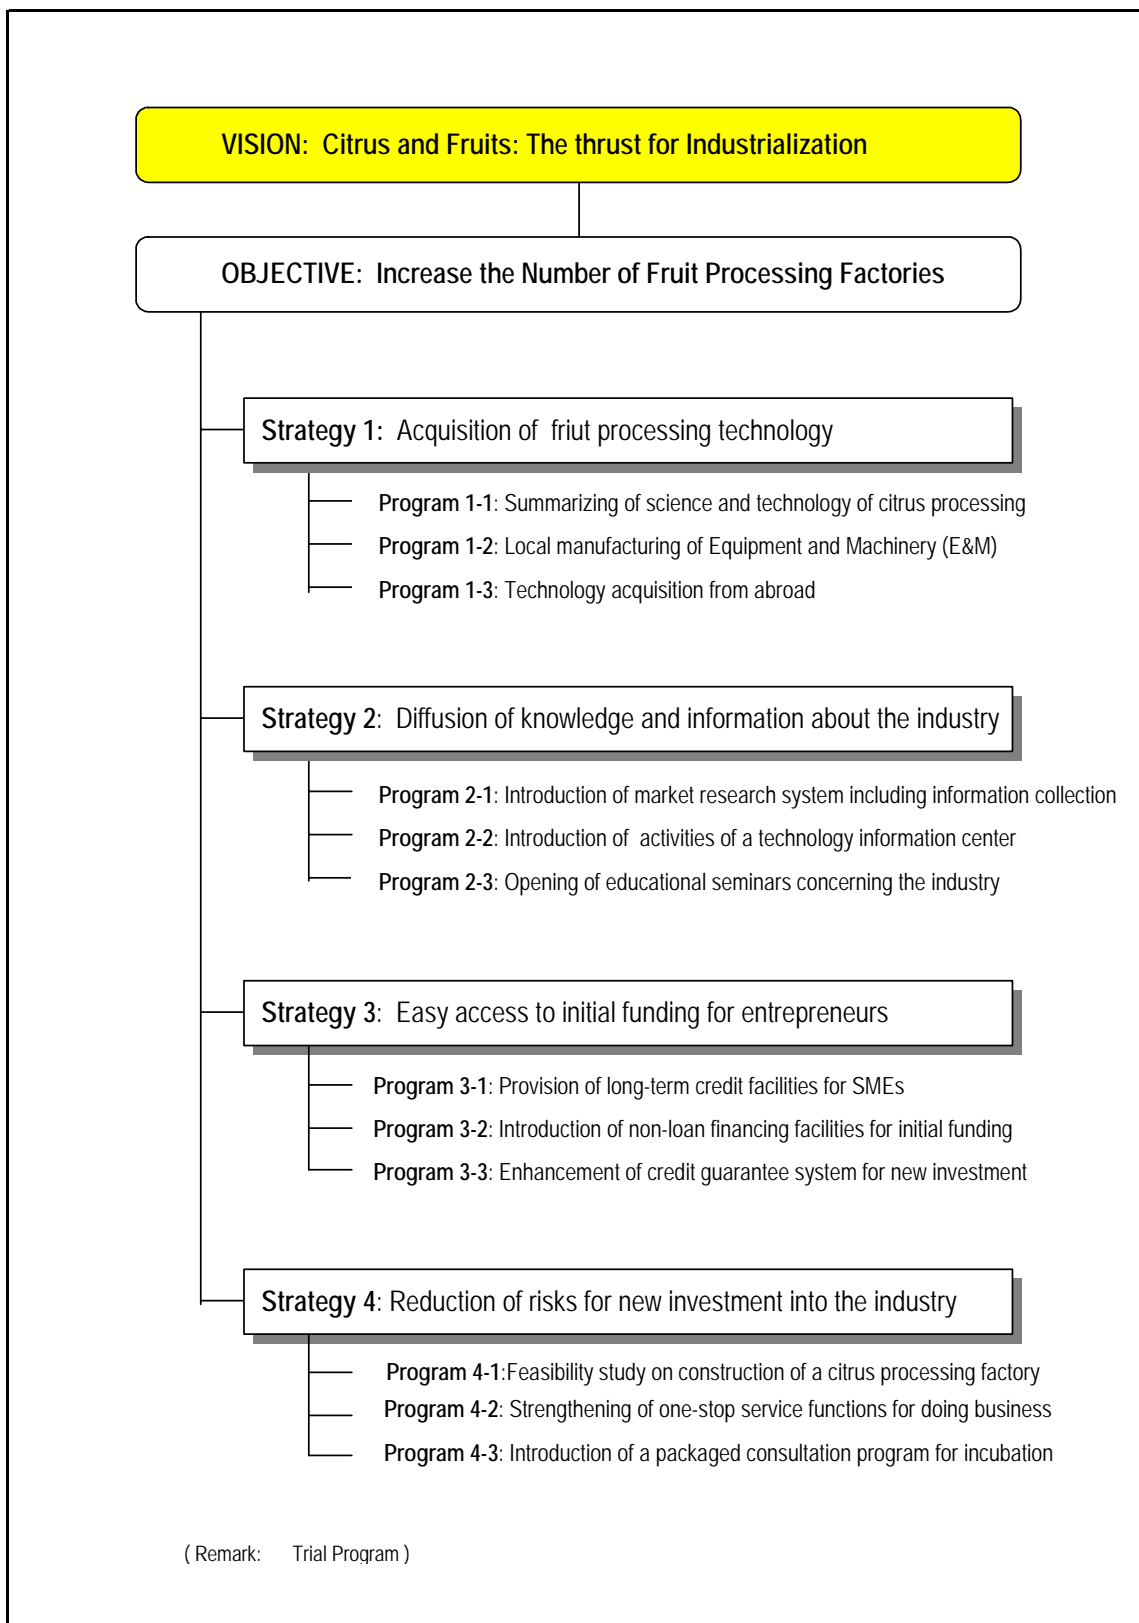 VISION: Citrus and Fruits: The thrust for Industrialization
OBJECTIVE: Increase the Number of Fruit Processing Factories
Strategy 1: Acquisition of friut processing technology
Program 1-1: Summarizing of science and technology of citrus processing
Program 1-2: Local manufacturing of Equipment and Machinery (E&M)
Program 1-3: Technology acquisition from abroad
Strategy 2: Diffusion of knowledge and information about the industry
Program 2-1: Introduction of market research system including information collection
Program 2-2: Introduction of activities of a technology information center
Program 2-3: Opening of educational seminars concerning the industry
Strategy 3: Easy access to initial funding for entrepreneurs
Program 3-1: Provision of long-term credit facilities for SMEs
Program 3-2: Introduction of non-loan financing facilities for initial funding
Program 3-3: Enhancement of credit guarantee system for new investment
Strategy 4: Reduction of risks for new investment into the industry
Program 4-1:Feasibility study on construction of a citrus processing factory
Program 4-2: Strengthening of one-stop service functions for doing business
Program 4-3: Introduction of a packaged consultation program for incubation
( Remark: Trial Program )